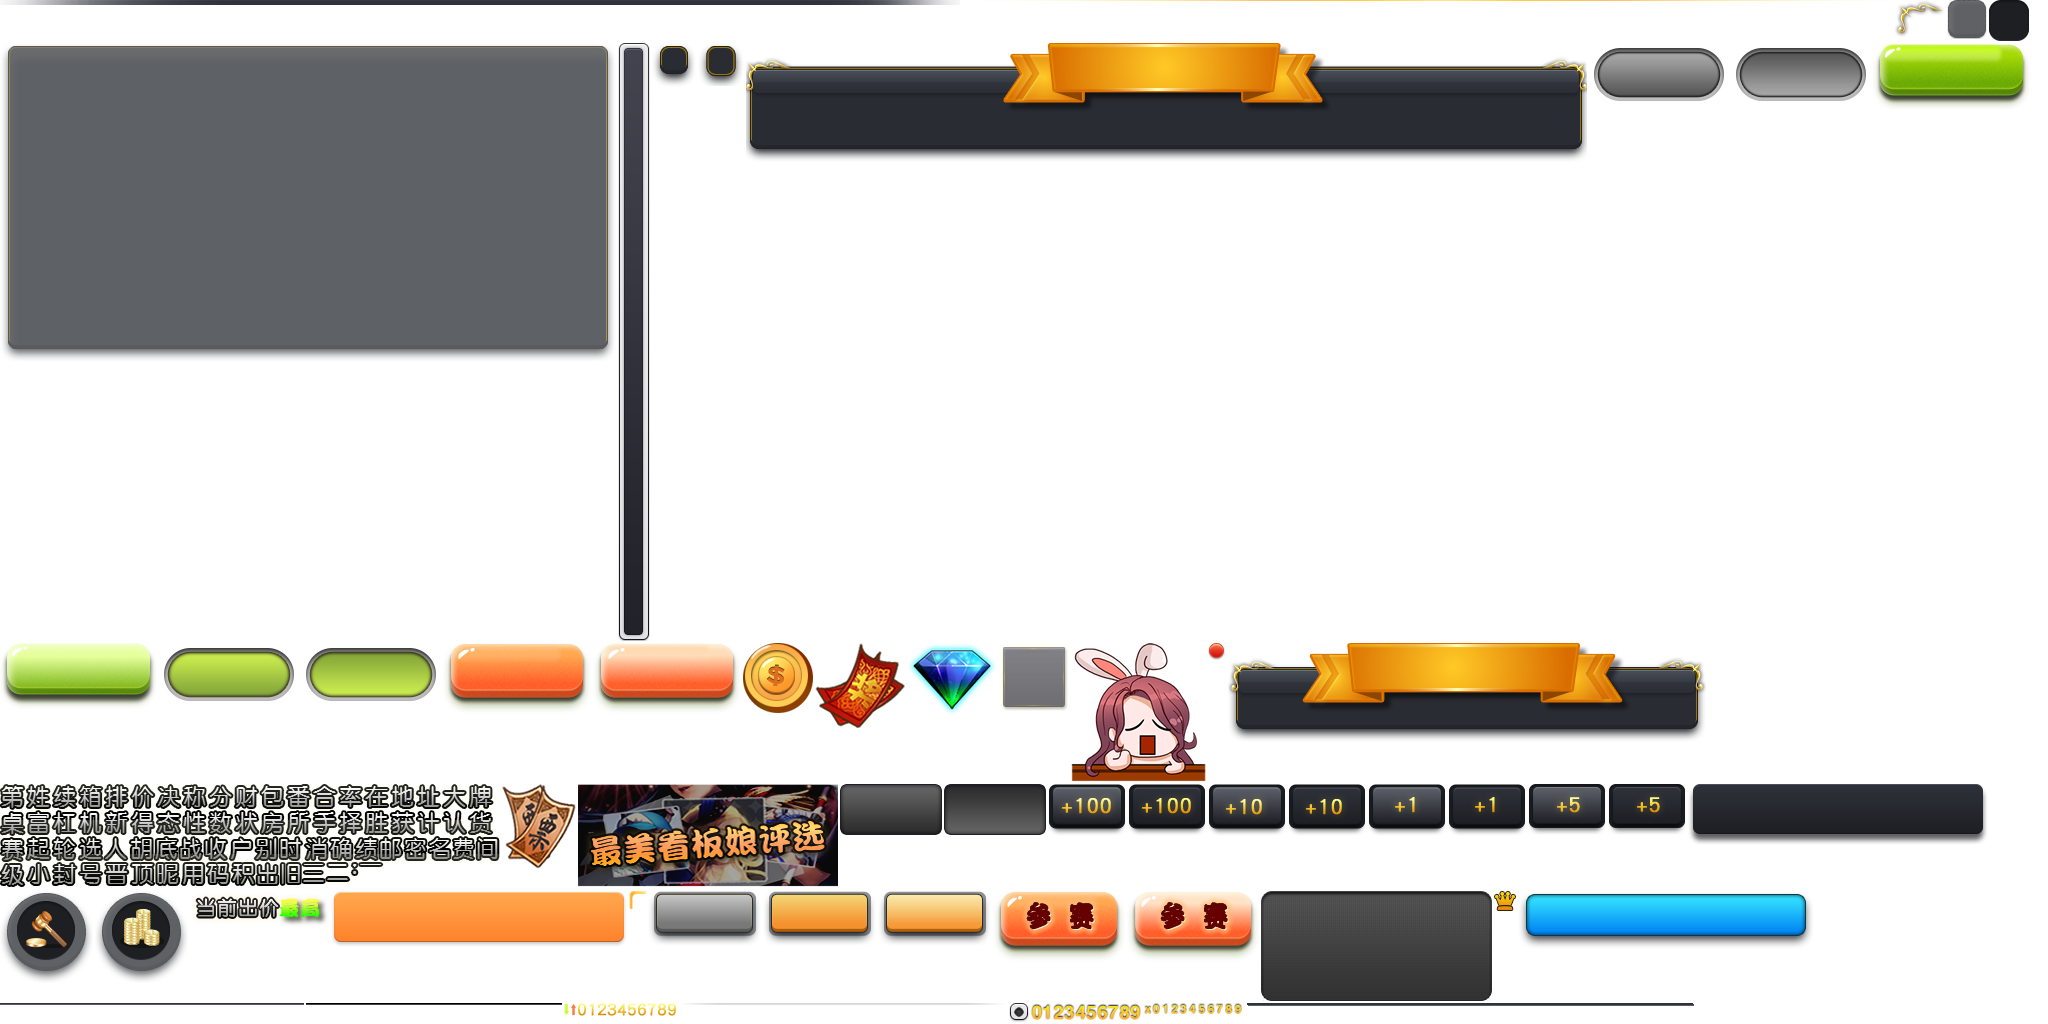 第姓续箱排价决称分财包番合率在地址大牌
桌富杠机新得态性数状房所手择胜获计认货
赛起轮选人胡底战收户别时消确绩邮密名费间
级小封号晋顶昵用码积出旧三二
最美看板娘评选
+100
+100
+10
+10
+1
+1
+5
+5
当前出价最高
参 赛
参 赛
0123456789
0123456789
x0123456789